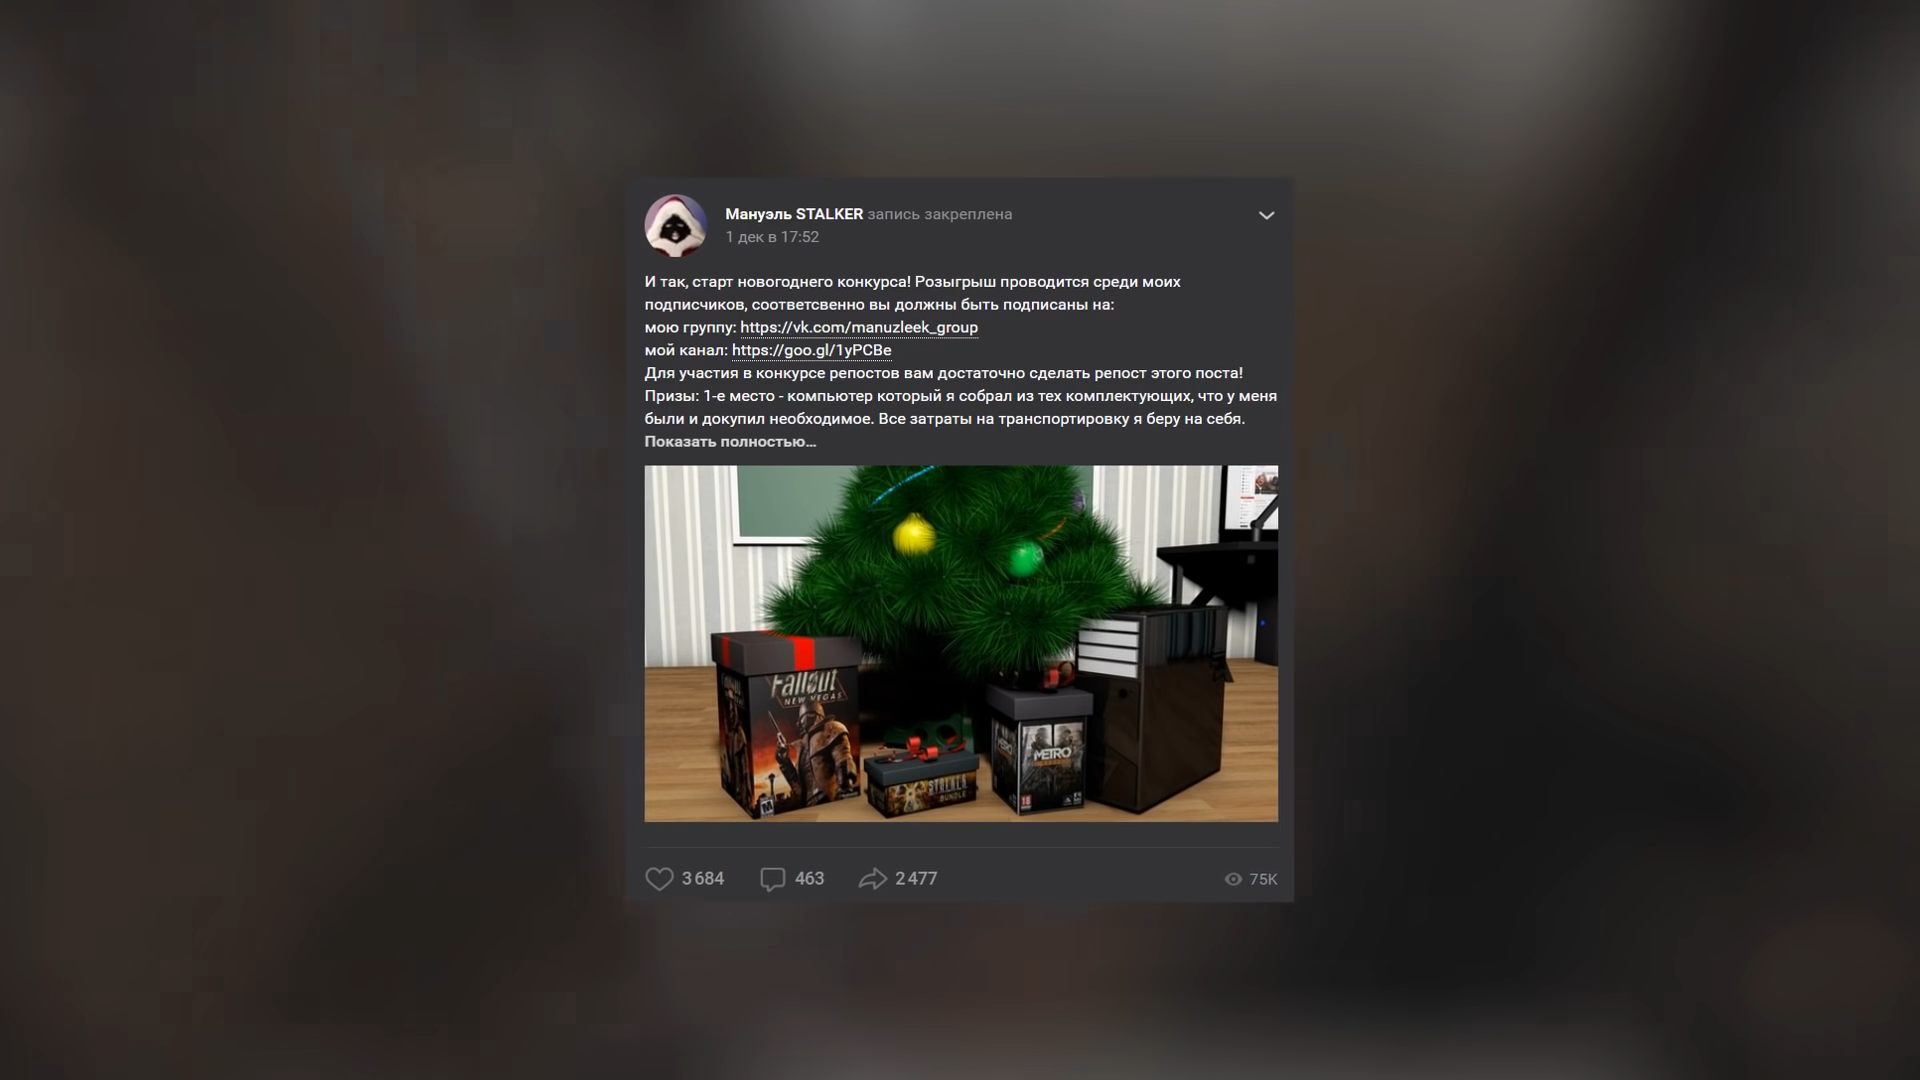 Мануэль STALKER запись закреплена
1 дек в 17:52
И так, старт новогоднего конкурса! Розыгрыш проводится среди моих
подписчиков, соответсвенно вы должны быть подписаны на:
мою группу: https://vk.com/manuzleek_group
мой канал: https://goo.gl/1yPCBe
Для участия в конкурсе репостов вам достаточно сделать репост этого поста!
Призы: 1-е место - компьютер который я собрал из тех комплектующих, что у меня
были и докупил необходимое. Все затраты на транспортировку я беру на себя.
Показать полностью...
Fallout
NEW VEGAS
METRO
18
STALKER
BUNDLE
3 684
463
2 477
75K